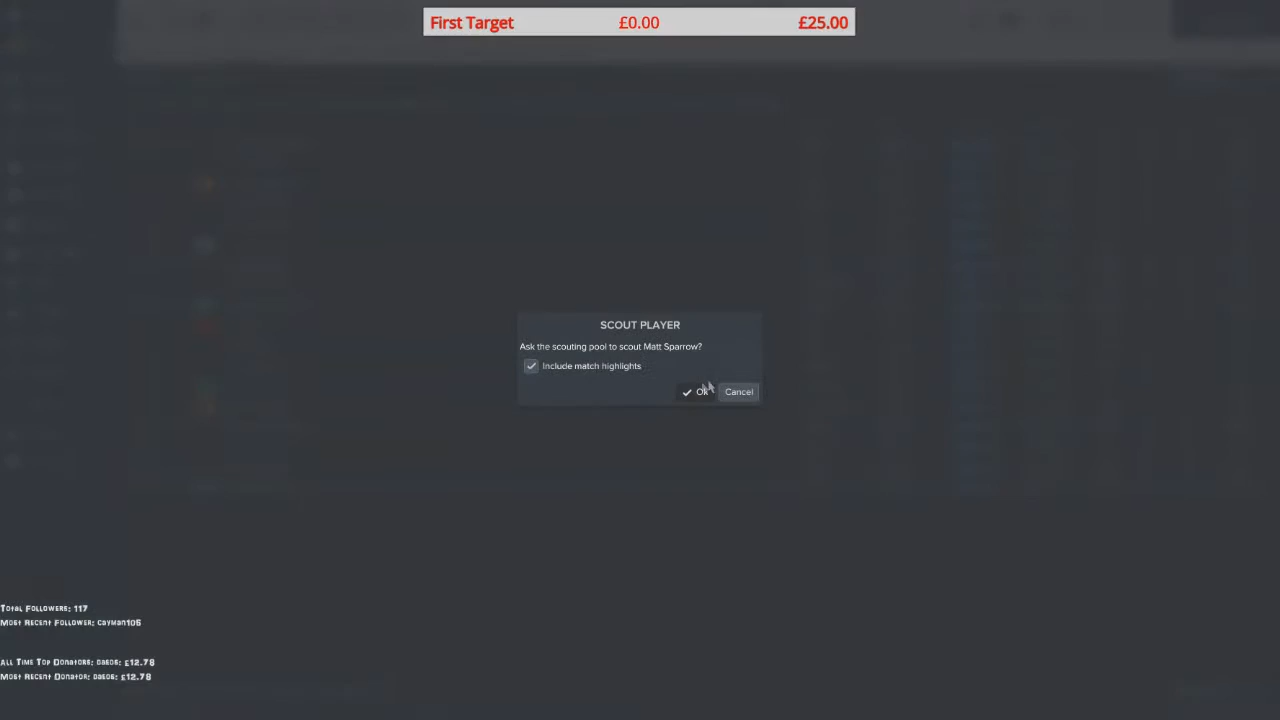 First Target £0.00 £25.00
SCOUT PLAYER
Ask the scouting pool to scout Matt Sparrow?
Include match highlights
Ok Cancel
Total Followers: 117
Most Recent Follower: cayman105
All Time Top Donators: daeos: £12.78
Most Recent Donator: daeos: £12.78